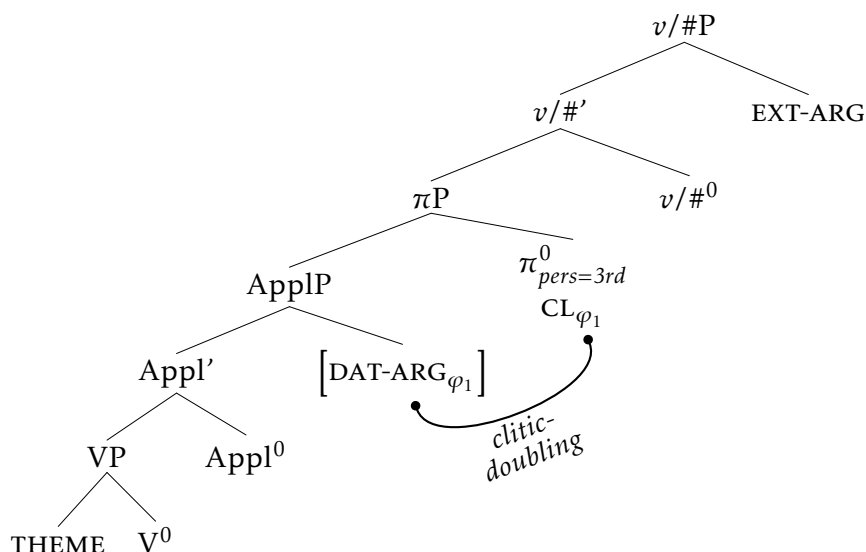 v/#P
v/#’ EXT-ARG
πP v/#⁰
ApplP π⁰pers=3rd
CLφ₁
Appl’ [DAT-ARGφ₁]
clitic-
doubling
VP Appl⁰
THEME V⁰